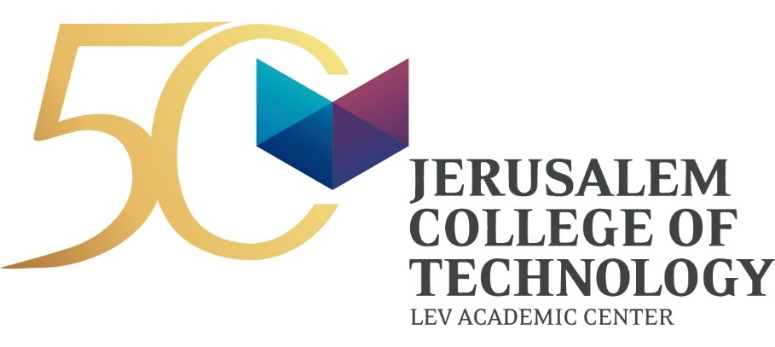 50
JERUSALEM
COLLEGE OF
TECHNOLOGY
LEV ACADEMIC CENTER